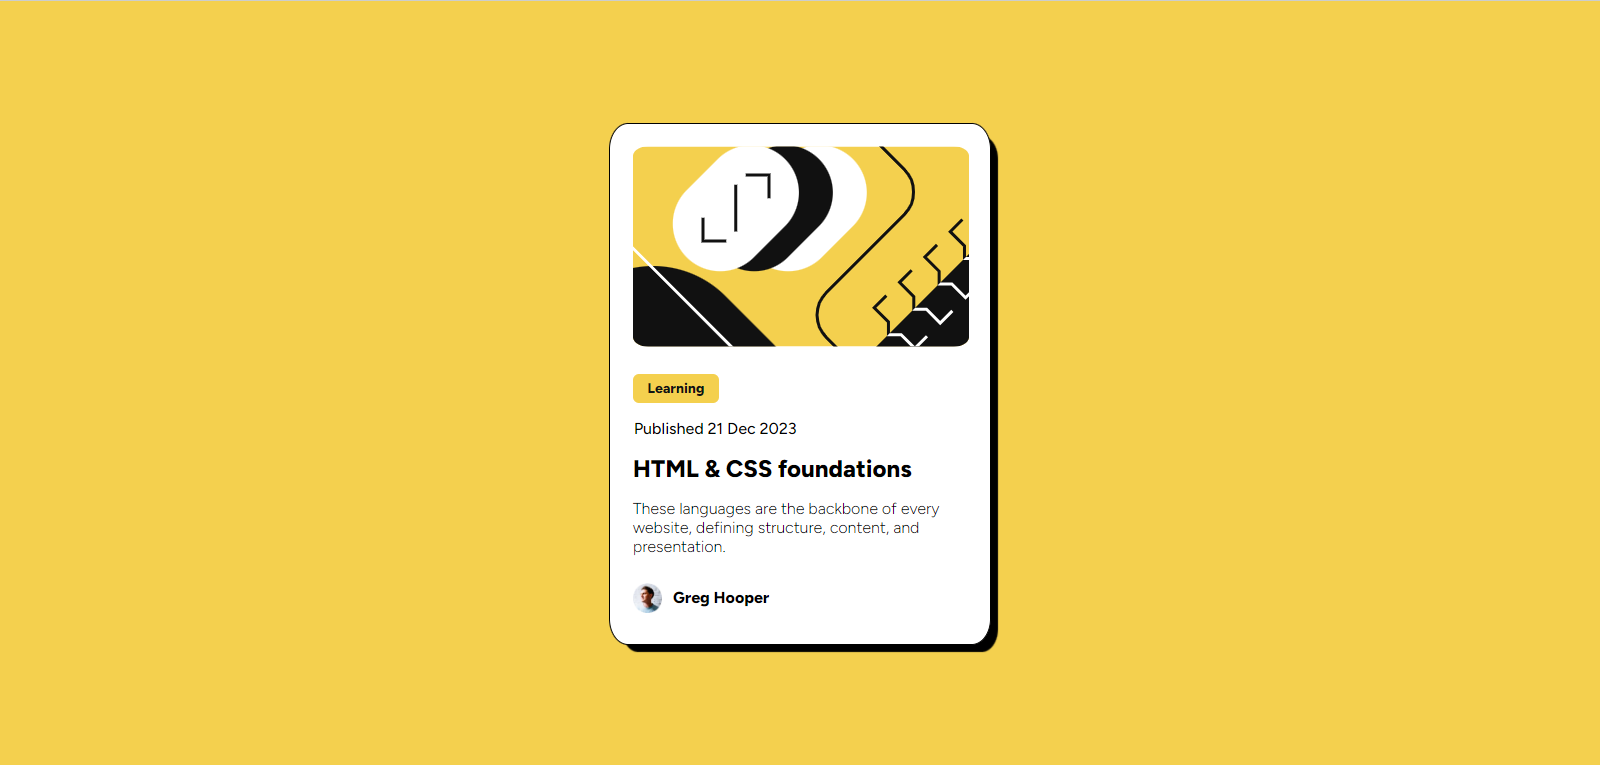 Learning
Published 21 Dec 2023
HTML & CSS foundations
These languages are the backbone of every
website, defining structure, content, and
presentation.
Greg Hooper